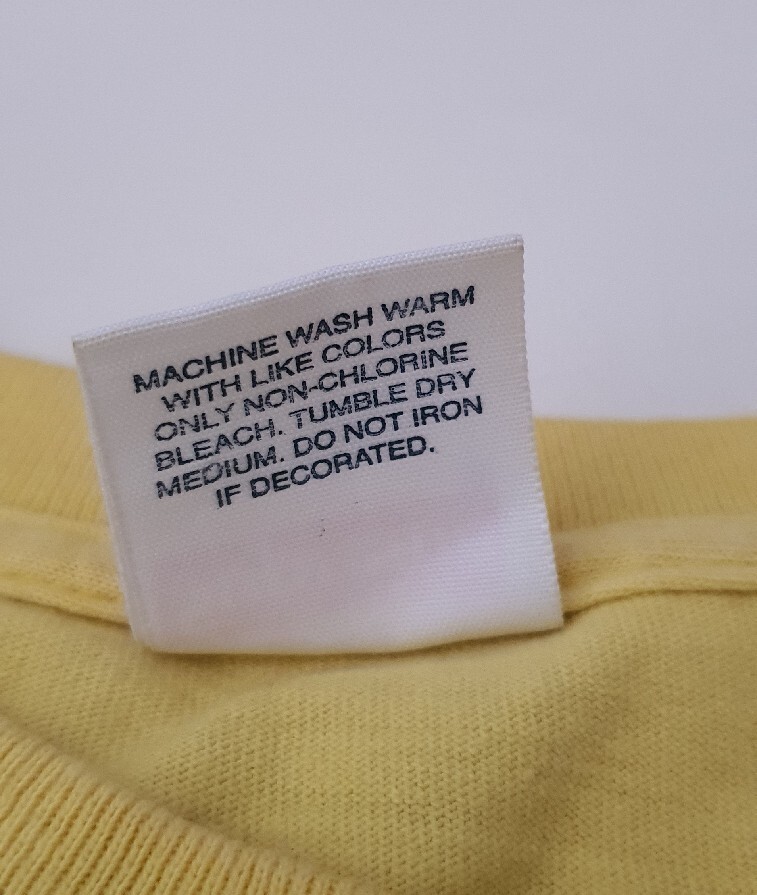 MACHINE WASH WARM
WITH LIKE COLORS
ONLY NON-CHLORINE
BLEACH. TUMBLE DRY
MEDIUM. DO NOT IRON
IF DECORATED.